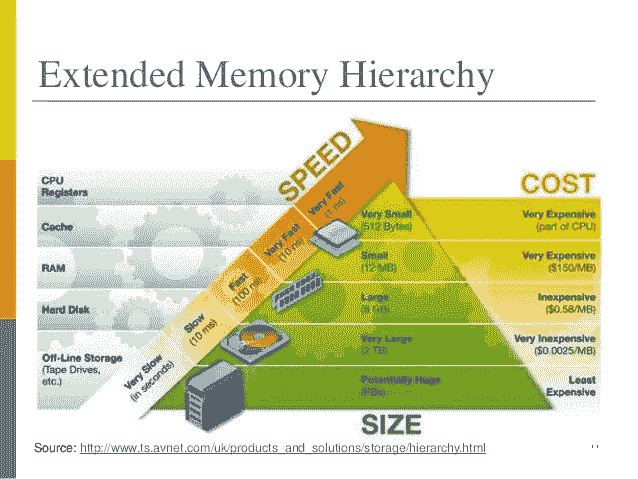 Extended Memory Hierarchy
SPEED
COST
CPU
Registers
Very Fast
(1 ns)
Very Small
(512 Bytes)
Very Expensive
(part of CPU)
Cache
Very Fast
(10 ns)
Small
(12 MB)
Very Expensive
($150/MB)
RAM
Fast
(100 ns)
Large
(8 GB)
Inexpensive
($0.58/MB)
Hard Disk
Slow
(10 ms)
Very Large
(2 TB)
Very Inexpensive
($0.0025/MB)
Off-Line Storage
(Tape Drives,
etc.)
Very Slow
(in seconds)
Potentially Huge
(PBs)
Least
Expensive
SIZE
Source: http://www.ts.avnet.com/uk/products_and_solutions/storage/hierarchy.html